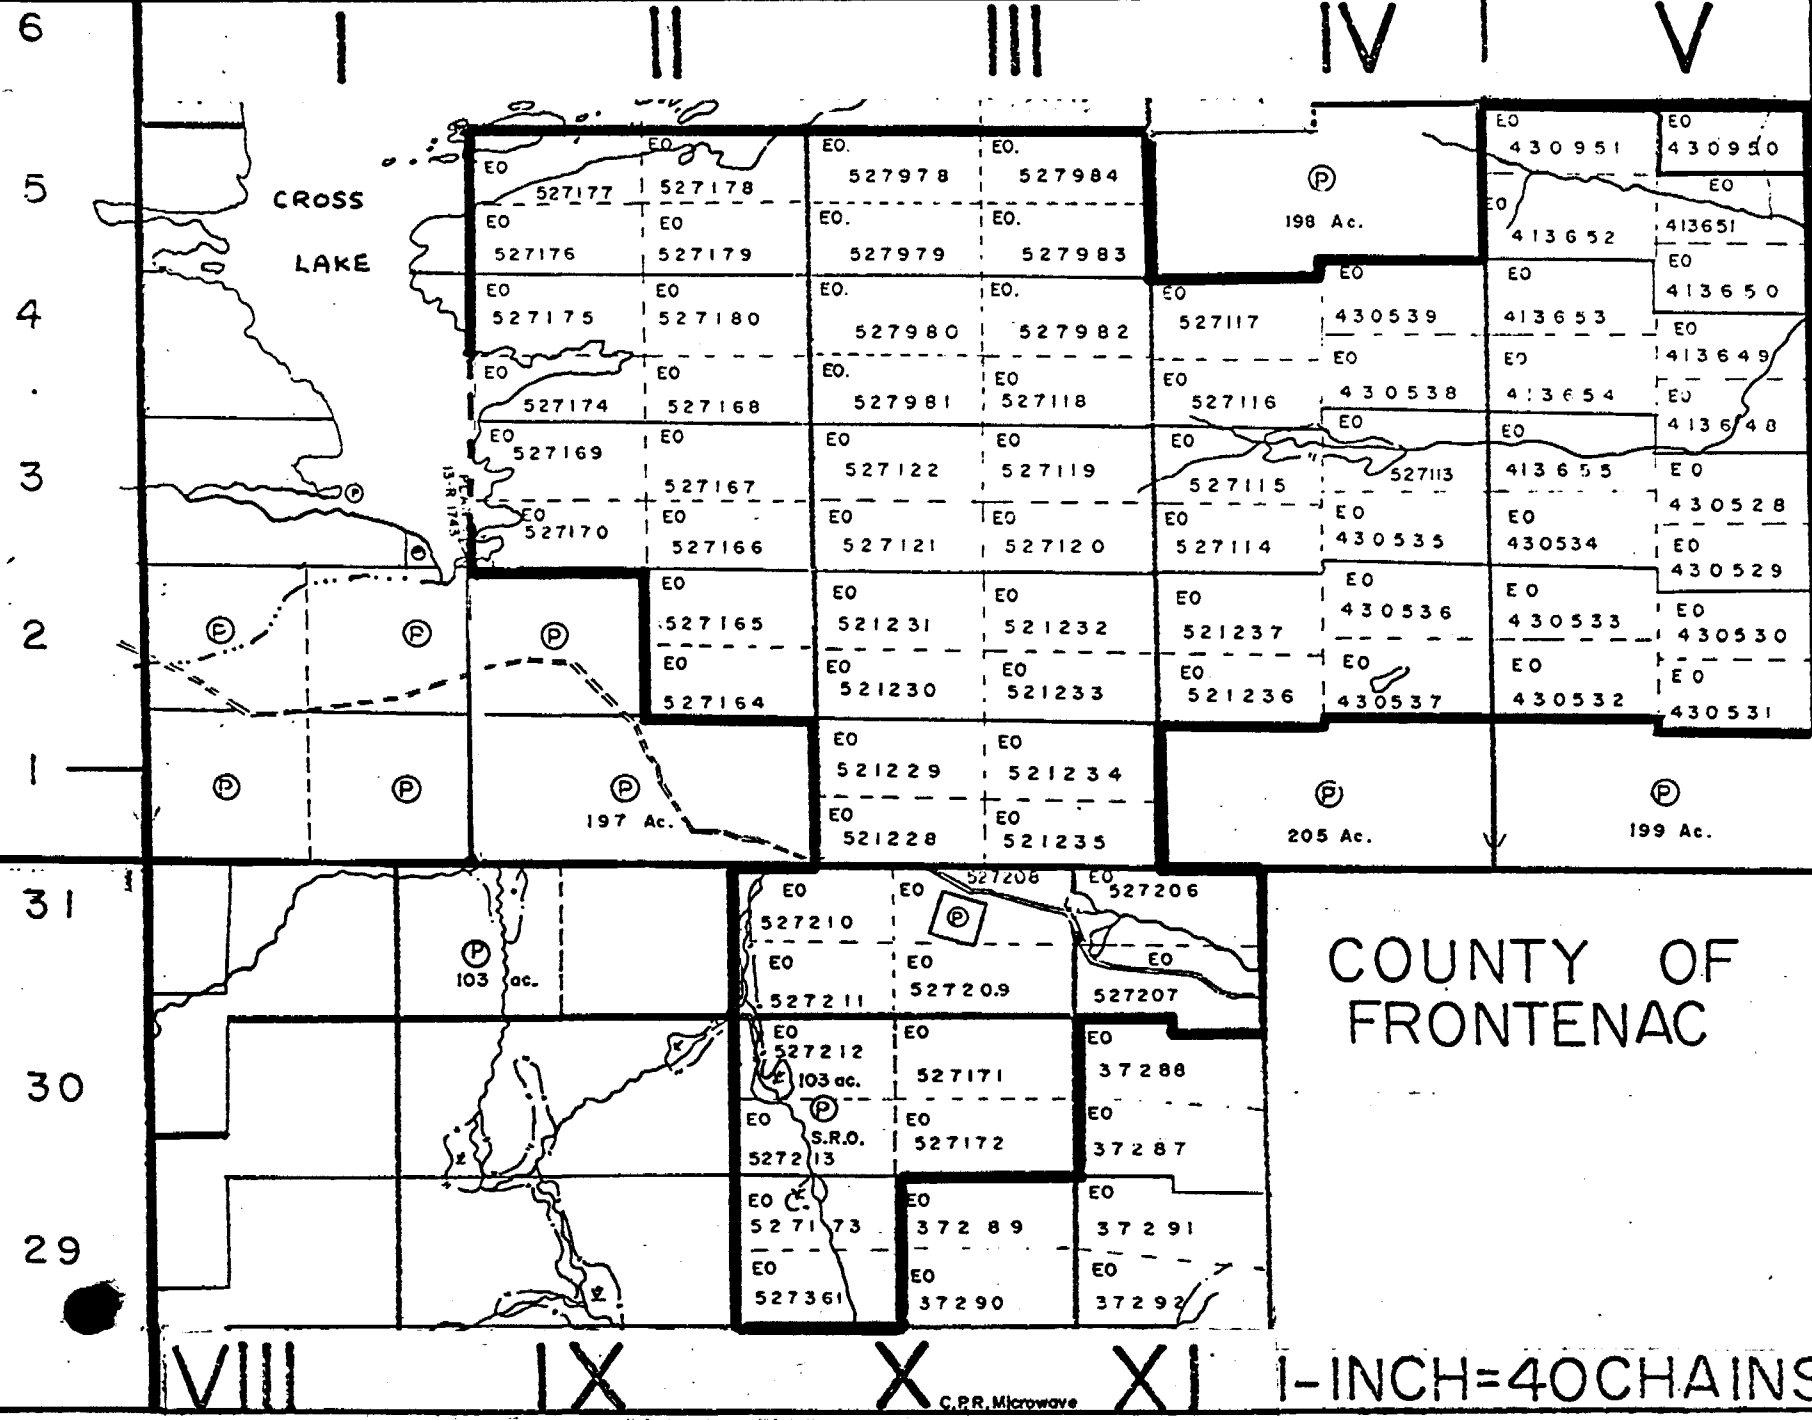 6 I II III IV V
EO 430951 EO 430950
5 CROSS LAKE
EO 527177 EO 527178 EO. 527978 EO. 527984 P 198 Ac.
EO 413652 EO 413651
EO 527176 EO 527179 EO. 527979 EO. 527983
EO 413650
4 EO 527175 EO 527180 EO. 527980 EO. 527982 EO 527117 EO 430539 EO 413653
EO 413649
EO 527174 EO 527168 EO. 527981 EO 527118 EO 527116 EO 430538 EO 413654
EO 413648
3 P EO 527169 EO 527167 EO 527122 EO 527119 EO 527115 EO 527113 EO 413655
EO 430528
PLAN 13-R 1743
EO 527170 EO 527166 EO 527121 EO 527120 EO 527114 EO 430535 EO 430534
EO 430529
2 P P P EO 527165 EO 521231 EO 521232 EO 521237 EO 430536 EO 430533 EO 430530
EO 527164 EO 521230 EO 521233 EO 521236 EO 430537 EO 430532 EO 430531
1 P P P 197 Ac. EO 521229 EO 521234 P 205 Ac. P 199 Ac.
EO 521228 EO 521235
31 P 103 ac. EO 527210 EO 527208 P EO 527206
EO 527211 EO 527209 EO 527207
COUNTY OF
FRONTENAC
30 EO 527212 103 ac. EO 527171 EO 37288
P S.R.O.
EO 527213 EO 527172 EO 37287
29 EO 527173 EO 37289 EO 37291
EO 527361 EO 37290 EO 37292
VIII IX X XI 1-INCH=40CHAINS
C.P.R. Microwave